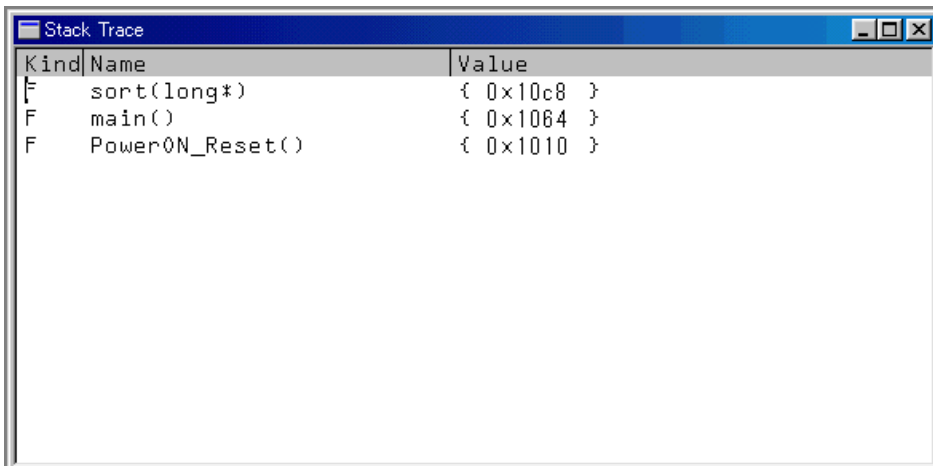 Stack Trace
Kind Name Value
F sort(long*) { 0x10c8 }
F main() { 0x1064 }
F PowerON_Reset() { 0x1010 }